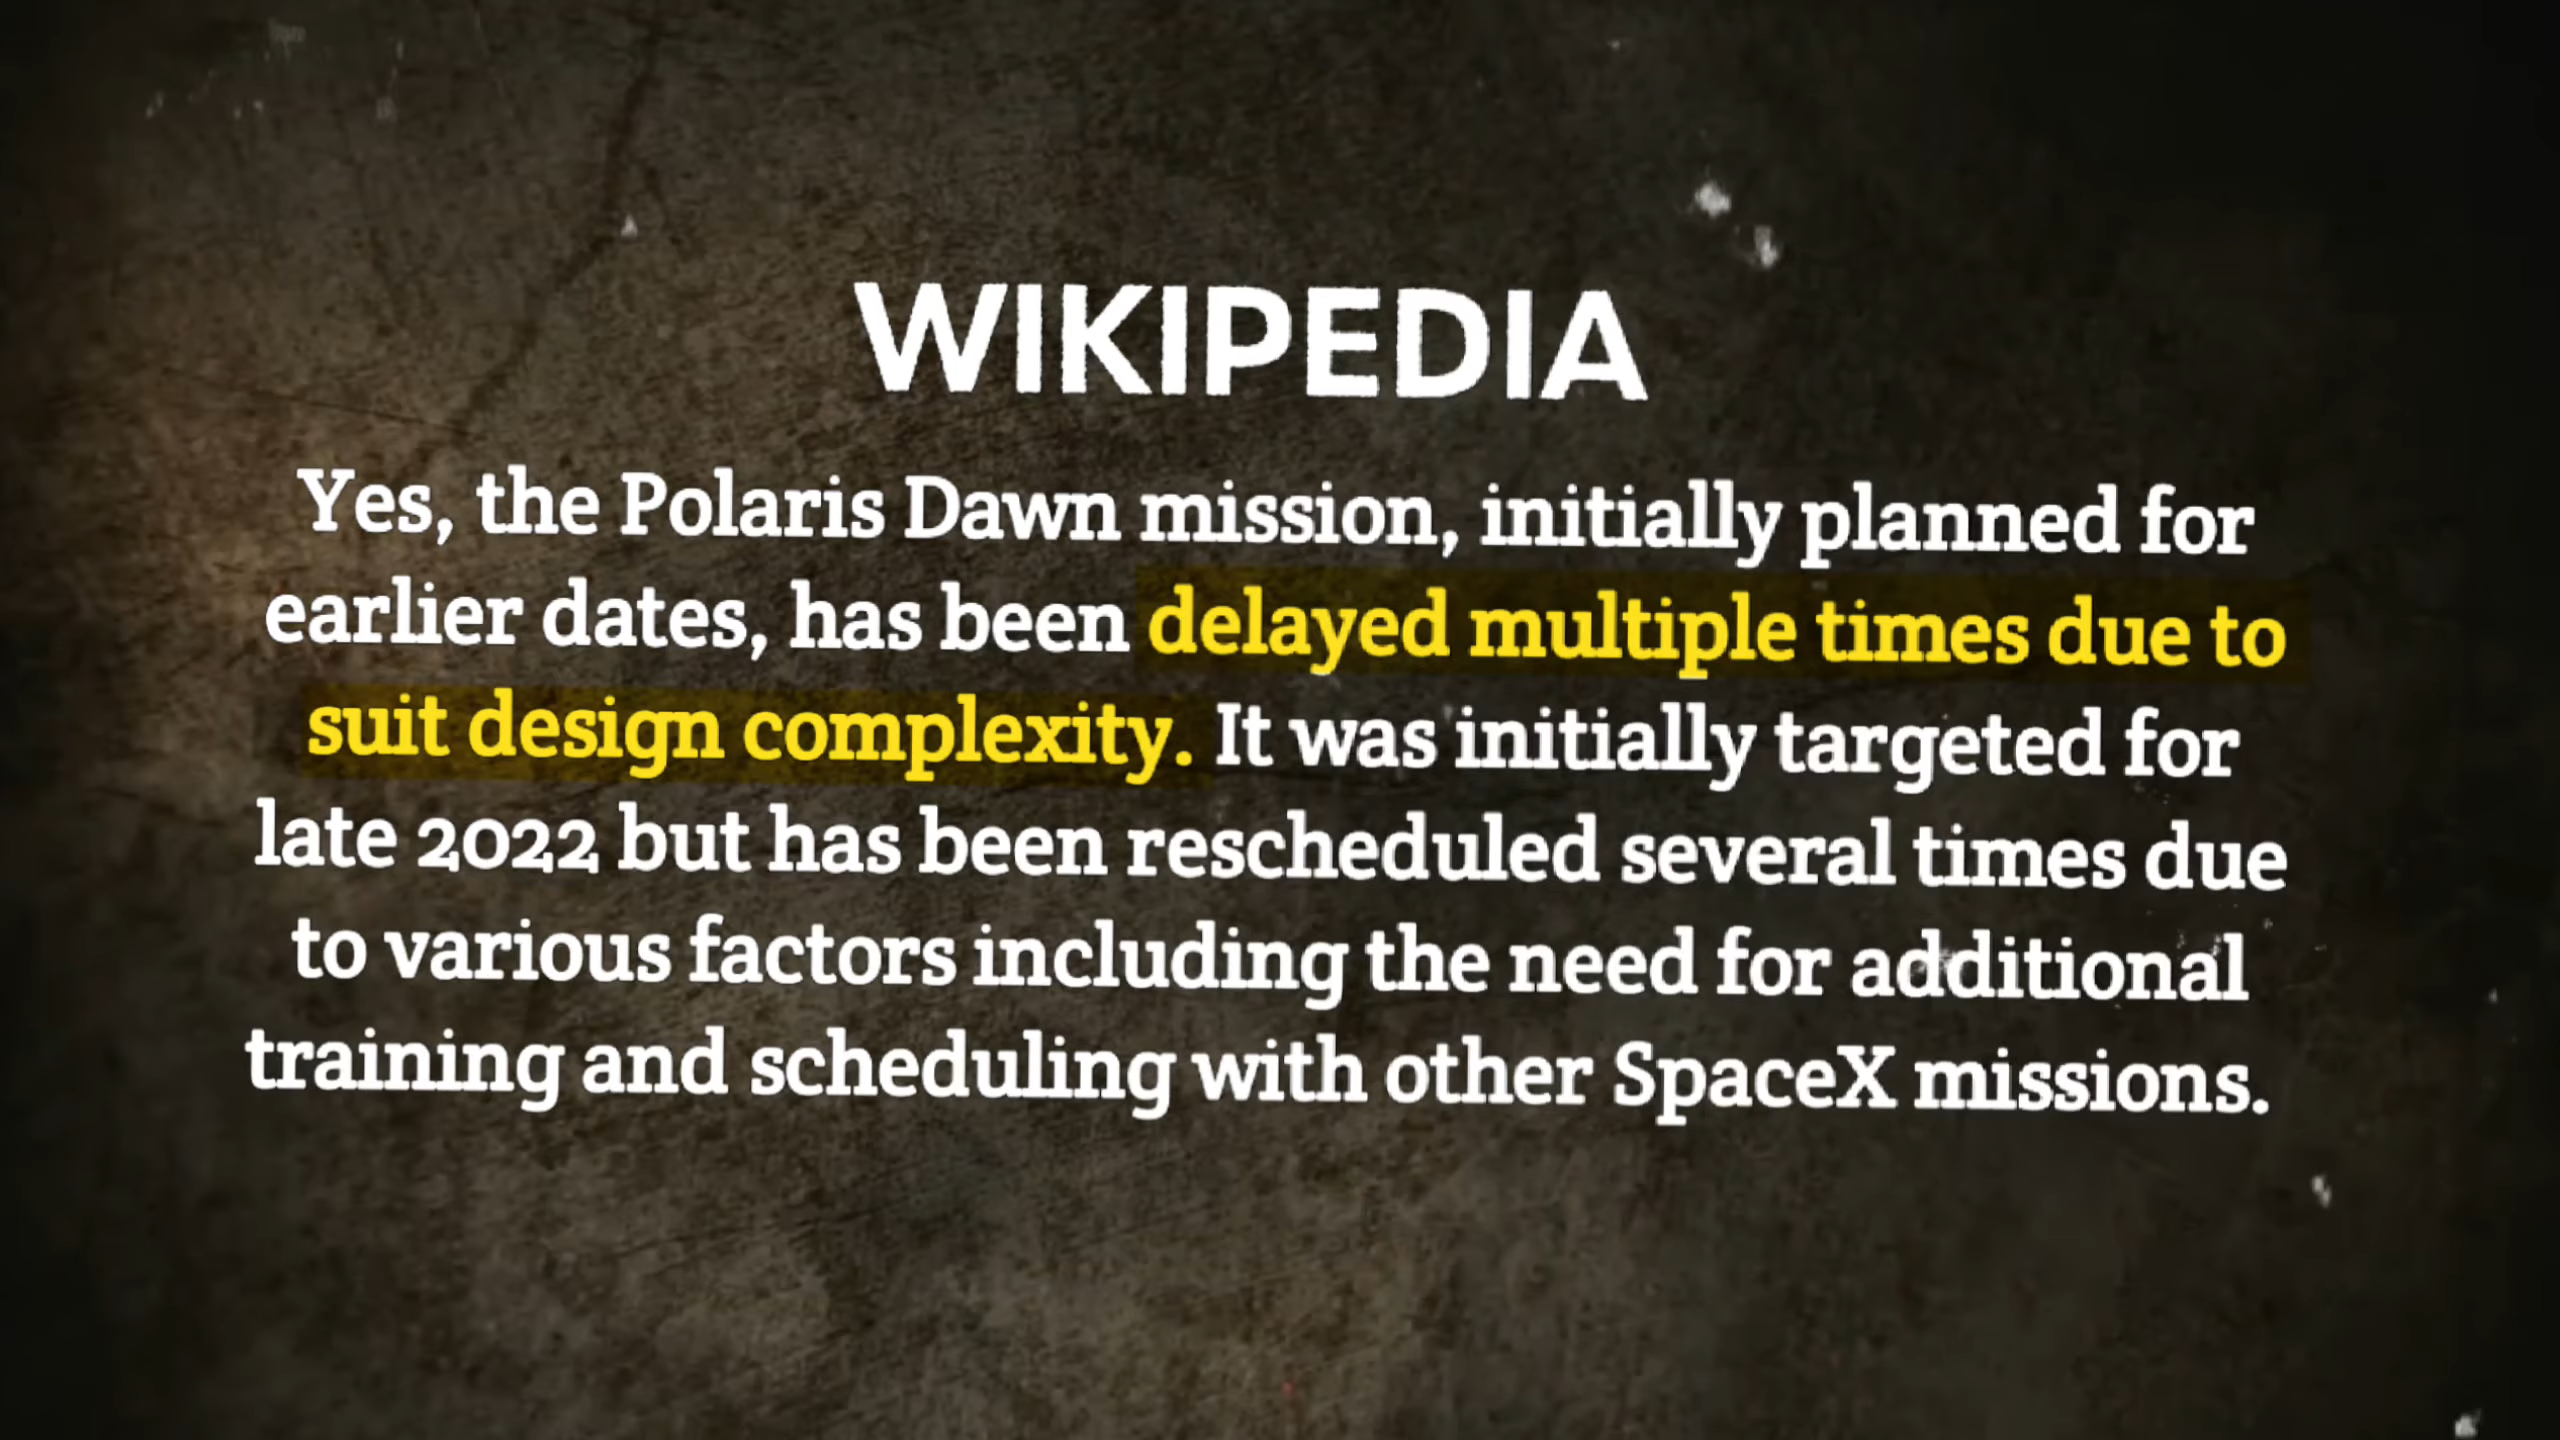 WIKIPEDIA
Yes, the Polaris Dawn mission, initially planned for
earlier dates, has been delayed multiple times due to
suit design complexity. It was initially targeted for
late 2022 but has been rescheduled several times due
to various factors including the need for additional
training and scheduling with other SpaceX missions.